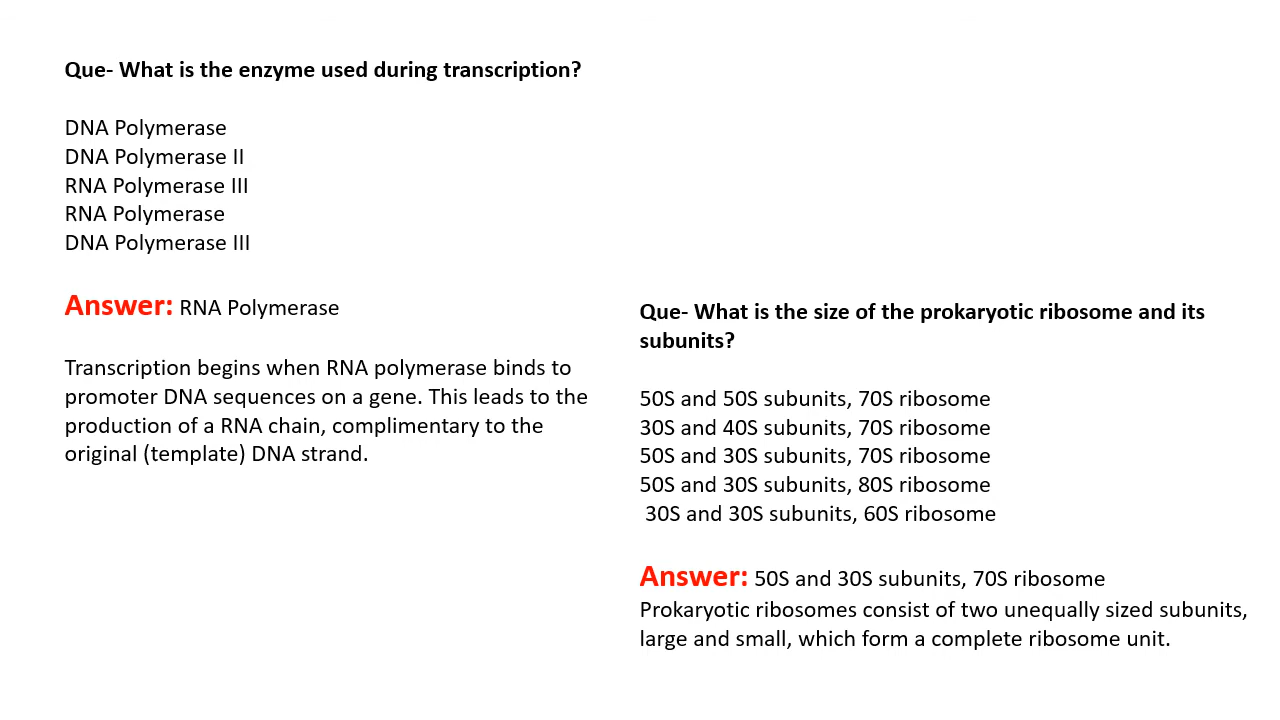 Que- What is the enzyme used during transcription?
DNA Polymerase
DNA Polymerase II
RNA Polymerase III
RNA Polymerase
DNA Polymerase III
Answer: RNA Polymerase
Transcription begins when RNA polymerase binds to
promoter DNA sequences on a gene. This leads to the
production of a RNA chain, complimentary to the
original (template) DNA strand.
Que- What is the size of the prokaryotic ribosome and its
subunits?
50S and 50S subunits, 70S ribosome
30S and 40S subunits, 70S ribosome
50S and 30S subunits, 70S ribosome
50S and 30S subunits, 80S ribosome
30S and 30S subunits, 60S ribosome
Answer: 50S and 30S subunits, 70S ribosome
Prokaryotic ribosomes consist of two unequally sized subunits,
large and small, which form a complete ribosome unit.